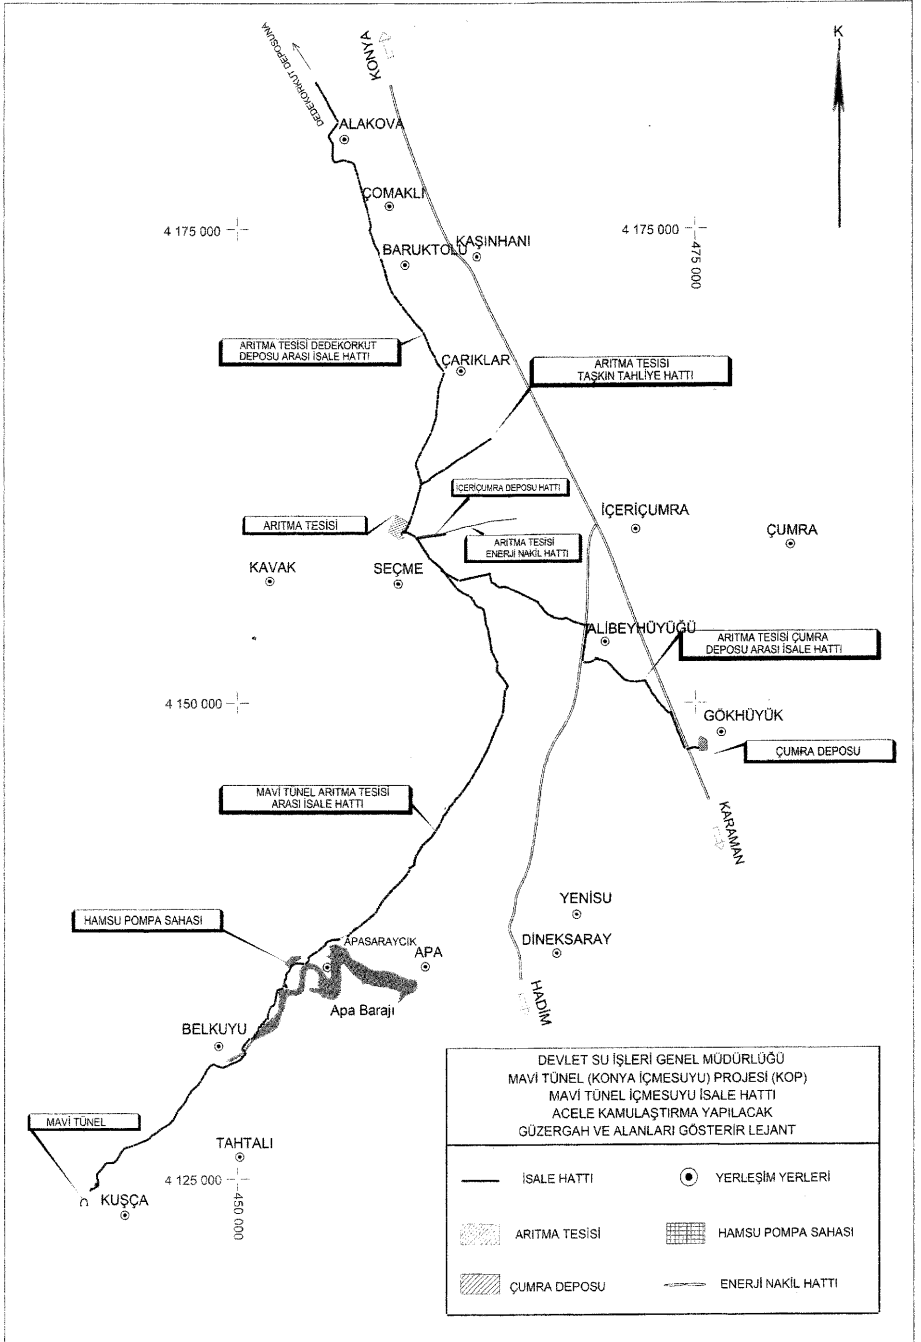 K
KONYA
DEDEKORKUT DEPOSUNA
ALAKOVA
ÇOMAKLI
4 175 000
4 175 000
475 000
KAŞINHANI
BARUKTOLU
ARITMA TESİSİ DEDEKORKUT
DEPOSU ARASI İSALE HATTI
ÇARIKLAR
ARITMA TESİSİ
TAŞKIN TAHLİYE HATTI
İÇERİÇUMRA DEPOSU HATTI
ARITMA TESİSİ
İÇERİÇUMRA
ÇUMRA
ARITMA TESİSİ
ENERJİ NAKİL HATTI
KAVAK
SEÇME
ALİBEYHÜYÜĞÜ
ARITMA TESİSİ ÇUMRA
DEPOSU ARASI İSALE HATTI
4 150 000
GÖKHÜYÜK
ÇUMRA DEPOSU
MAVİ TÜNEL ARITMA TESİSİ
ARASI İSALE HATTI
KARAMAN
YENİSU
HAMSU POMPA SAHASI
APASARAYCIK
APA
DİNEKSARAY
HADİM
Apa Barajı
BELKUYU
MAVİ TÜNEL
TAHTALI
4 125 000
450 000
KUŞÇA
DEVLET SU İŞLERİ GENEL MÜDÜRLÜĞÜ
MAVİ TÜNEL (KONYA İÇMESUYU) PROJESİ (KOP)
MAVİ TÜNEL İÇMESUYU İSALE HATTI
ACELE KAMULAŞTIRMA YAPILACAK
GÜZERGAH VE ALANLARI GÖSTERİR LEJANT
İSALE HATTI
YERLEŞİM YERLERİ
ARITMA TESİSİ
HAMSU POMPA SAHASI
ÇUMRA DEPOSU
ENERJİ NAKİL HATTI